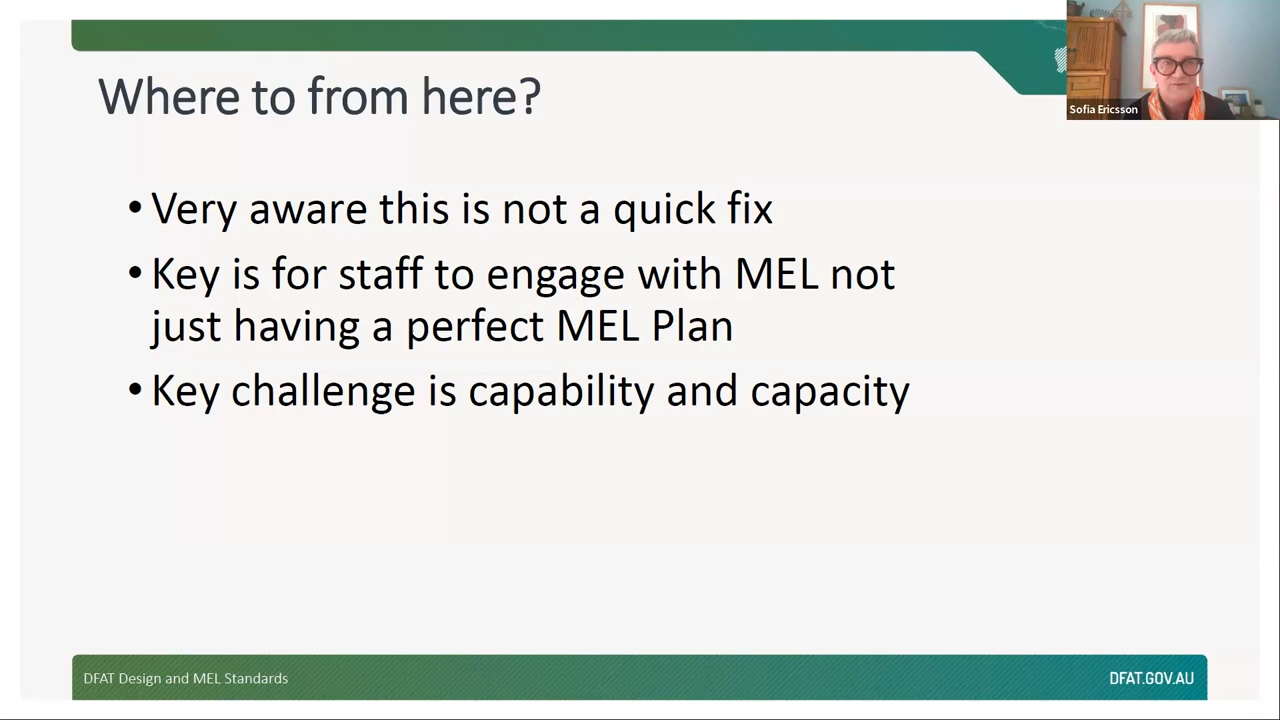 Where to from here?
Sofia Ericsson
• Very aware this is not a quick fix
• Key is for staff to engage with MEL not
just having a perfect MEL Plan
• Key challenge is capability and capacity
DFAT Design and MEL Standards
DFAT.GOV.AU